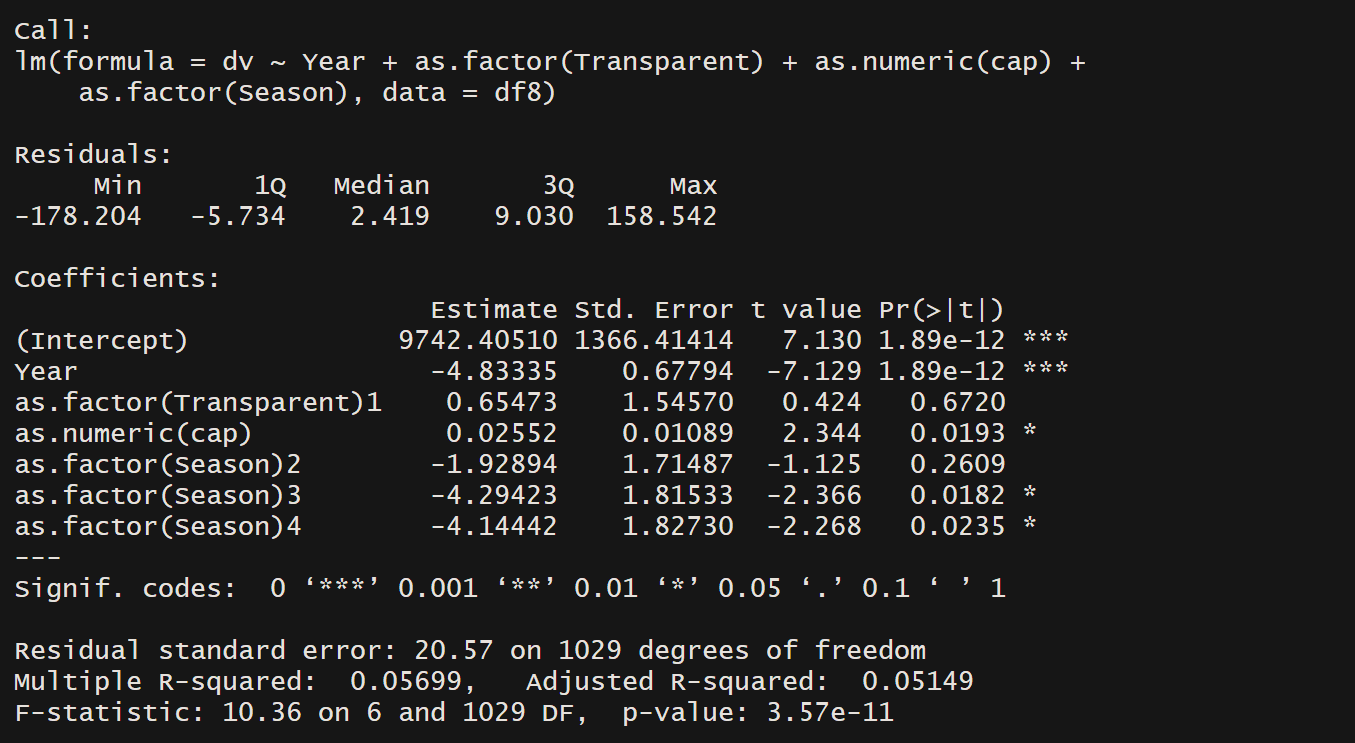 Call:
lm(formula = dv ~ Year + as.factor(Transparent) + as.numeric(cap) +
    as.factor(Season), data = df8)

Residuals:
     Min       1Q   Median       3Q      Max
-178.204   -5.734    2.419    9.030  158.542

Coefficients:
                          Estimate Std. Error t value Pr(>|t|)
(Intercept)             9742.40510 1366.41414   7.130 1.89e-12 ***
Year                      -4.83335    0.67794  -7.129 1.89e-12 ***
as.factor(Transparent)1    0.65473    1.54570   0.424   0.6720
as.numeric(cap)            0.02552    0.01089   2.344   0.0193 *
as.factor(Season)2        -1.92894    1.71487  -1.125   0.2609
as.factor(Season)3        -4.29423    1.81533  -2.366   0.0182 *
as.factor(Season)4        -4.14442    1.82730  -2.268   0.0235 *
---
Signif. codes:  0 ‘***’ 0.001 ‘**’ 0.01 ‘*’ 0.05 ‘.’ 0.1 ‘ ’ 1

Residual standard error: 20.57 on 1029 degrees of freedom
Multiple R-squared:  0.05699,	Adjusted R-squared:  0.05149
F-statistic: 10.36 on 6 and 1029 DF,  p-value: 3.57e-11